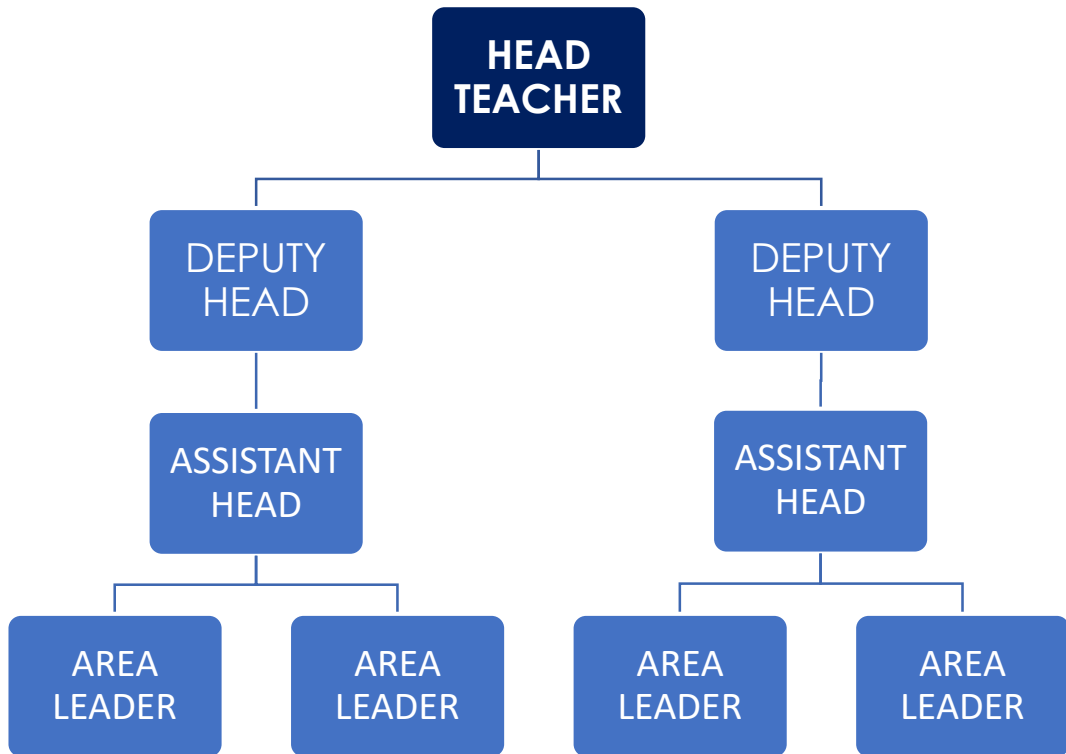 HEAD
TEACHER
DEPUTY
HEAD
DEPUTY
HEAD
ASSISTANT
HEAD
ASSISTANT
HEAD
AREA
LEADER
AREA
LEADER
AREA
LEADER
AREA
LEADER